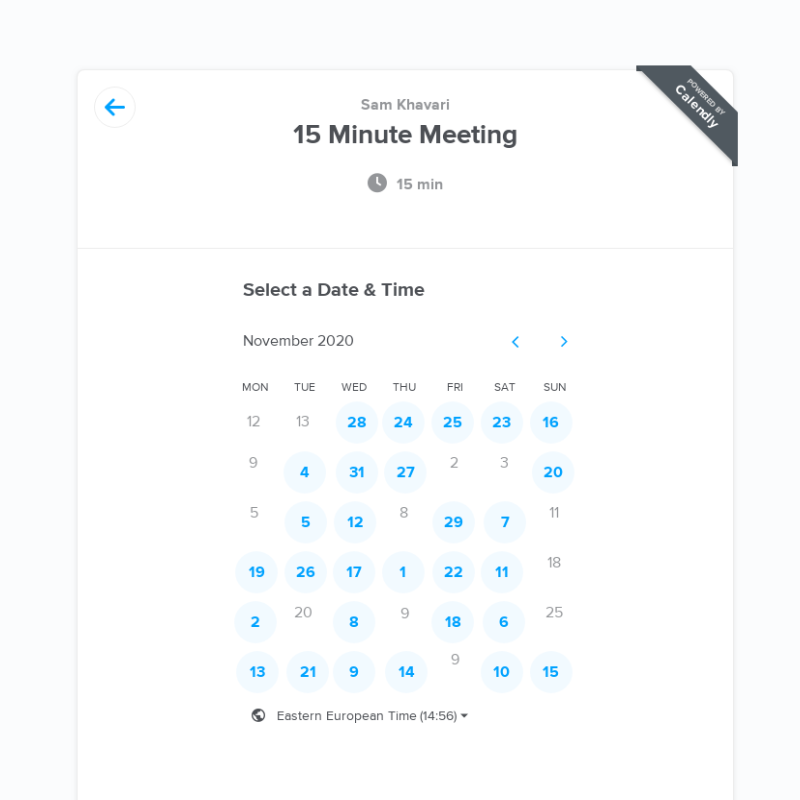 POWERED BY
Calendly
Sam Khavari
15 Minute Meeting
15 min
Select a Date & Time
November 2020
MON TUE WED THU FRI SAT SUN
12 13 28 24 25 23 16
9 4 31 27 2 3 20
5 5 12 8 29 7 11
19 26 17 1 22 11 18
2 20 8 9 18 6 25
13 21 9 14 9 10 15
Eastern European Time (14:56)